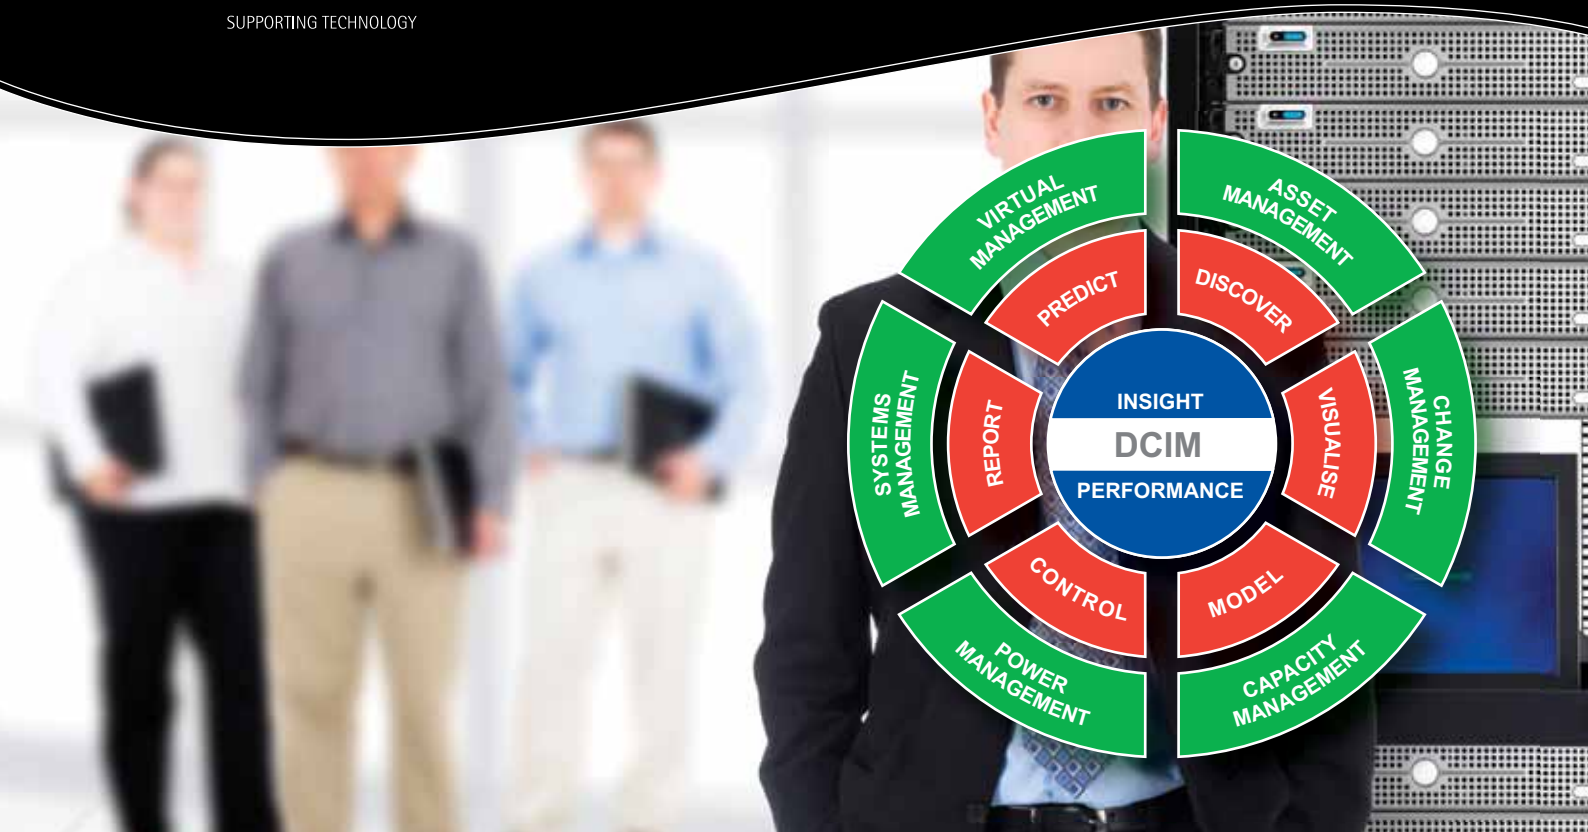 SUPPORTING TECHNOLOGY
VIRTUAL
MANAGEMENT
ASSET
MANAGEMENT
PREDICT
DISCOVER
SYSTEMS
MANAGEMENT
REPORT
INSIGHT
DCIM
PERFORMANCE
VISUALISE
CHANGE
MANAGEMENT
CONTROL
MODEL
POWER
MANAGEMENT
CAPACITY
MANAGEMENT